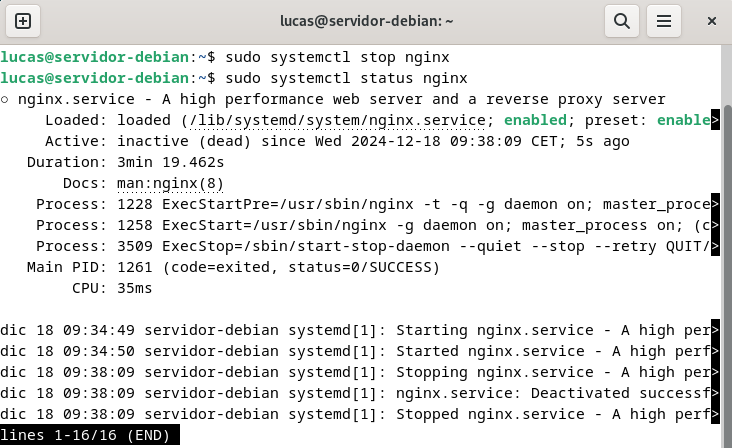 lucas@servidor-debian: ~
lucas@servidor-debian:~$ sudo systemctl stop nginx
lucas@servidor-debian:~$ sudo systemctl status nginx
○ nginx.service - A high performance web server and a reverse proxy server
     Loaded: loaded (/lib/systemd/system/nginx.service; enabled; preset: enable>
     Active: inactive (dead) since Wed 2024-12-18 09:38:09 CET; 5s ago
   Duration: 3min 19.462s
       Docs: man:nginx(8)
    Process: 1228 ExecStartPre=/usr/sbin/nginx -t -q -g daemon on; master_proce>
    Process: 1258 ExecStart=/usr/sbin/nginx -g daemon on; master_process on; (c>
    Process: 3509 ExecStop=/sbin/start-stop-daemon --quiet --stop --retry QUIT/>
   Main PID: 1261 (code=exited, status=0/SUCCESS)
        CPU: 35ms

dic 18 09:34:49 servidor-debian systemd[1]: Starting nginx.service - A high per>
dic 18 09:34:50 servidor-debian systemd[1]: Started nginx.service - A high perf>
dic 18 09:38:09 servidor-debian systemd[1]: Stopping nginx.service - A high per>
dic 18 09:38:09 servidor-debian systemd[1]: nginx.service: Deactivated successf>
dic 18 09:38:09 servidor-debian systemd[1]: Stopped nginx.service - A high perf>
lines 1-16/16 (END)